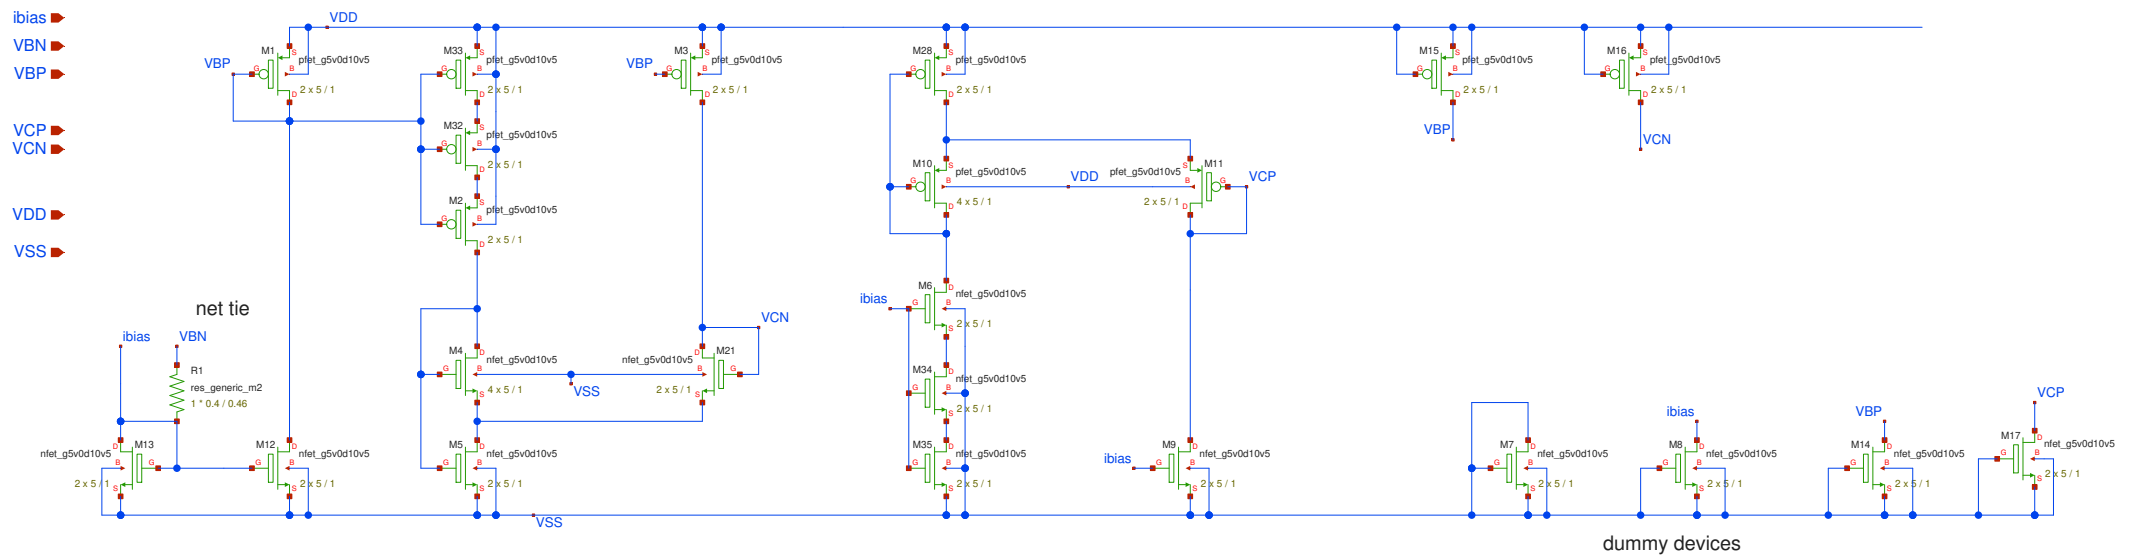 ibias
VBN
VBP
VCP
VCN
VDD
VSS
VDD
M1
VBP
G
S
B
D
pfet_g5v0d10v5
2 x 5 / 1
M33
G
S
B
D
pfet_g5v0d10v5
2 x 5 / 1
M3
VBP
G
S
B
D
pfet_g5v0d10v5
2 x 5 / 1
M28
G
S
B
D
pfet_g5v0d10v5
2 x 5 / 1
M15
G
S
B
D
pfet_g5v0d10v5
2 x 5 / 1
VBP
M16
G
S
B
D
pfet_g5v0d10v5
2 x 5 / 1
VCN
M32
G
S
B
D
pfet_g5v0d10v5
2 x 5 / 1
M2
G
S
B
D
pfet_g5v0d10v5
2 x 5 / 1
M10
G
S
B
D
pfet_g5v0d10v5
4 x 5 / 1
VDD
M11
G
S
B
D
pfet_g5v0d10v5
2 x 5 / 1
VCP
net tie
ibias
VBN
R1
res_generic_m2
1 * 0.4 / 0.46
M13
D
B
G
S
nfet_g5v0d10v5
2 x 5 / 1
M12
D
B
G
S
nfet_g5v0d10v5
2 x 5 / 1
M4
D
B
G
S
nfet_g5v0d10v5
4 x 5 / 1
VSS
M21
D
B
G
S
nfet_g5v0d10v5
2 x 5 / 1
VCN
M5
D
B
G
S
nfet_g5v0d10v5
2 x 5 / 1
VSS
ibias
M6
D
B
G
S
nfet_g5v0d10v5
2 x 5 / 1
M34
D
B
G
S
nfet_g5v0d10v5
2 x 5 / 1
M35
D
B
G
S
nfet_g5v0d10v5
2 x 5 / 1
ibias
M9
D
B
G
S
nfet_g5v0d10v5
2 x 5 / 1
M7
D
B
G
S
nfet_g5v0d10v5
2 x 5 / 1
ibias
M8
D
B
G
S
nfet_g5v0d10v5
2 x 5 / 1
VBP
M14
D
B
G
S
nfet_g5v0d10v5
2 x 5 / 1
VCP
M17
D
B
G
S
nfet_g5v0d10v5
2 x 5 / 1
dummy devices